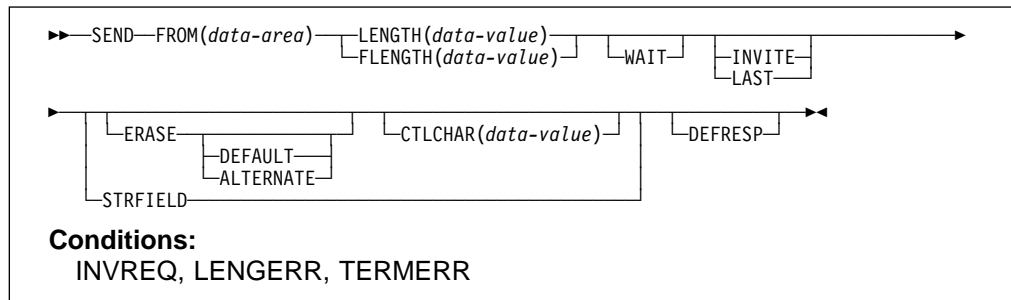 SEND FROM(data-area) LENGTH(data-value)
FLENGTH(data-value) WAIT INVITE
LAST
ERASE CTLCHAR(data-value) DEFRESP
DEFAULT
ALTERNATE
STRFIELD
Conditions:
INVREQ, LENGERR, TERMERR